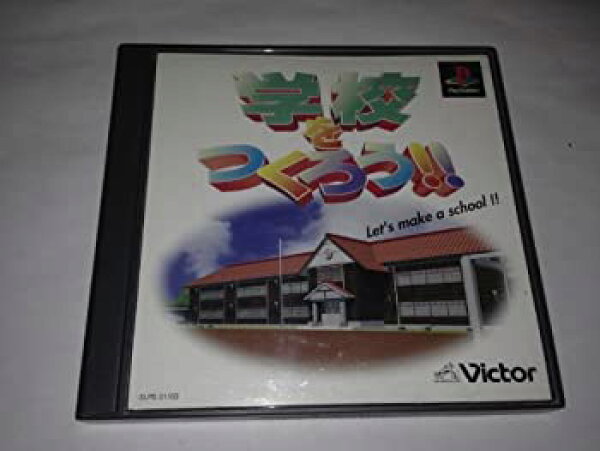 学校
を
つくろう!!
PlayStation
Let's make a school !!
Victor